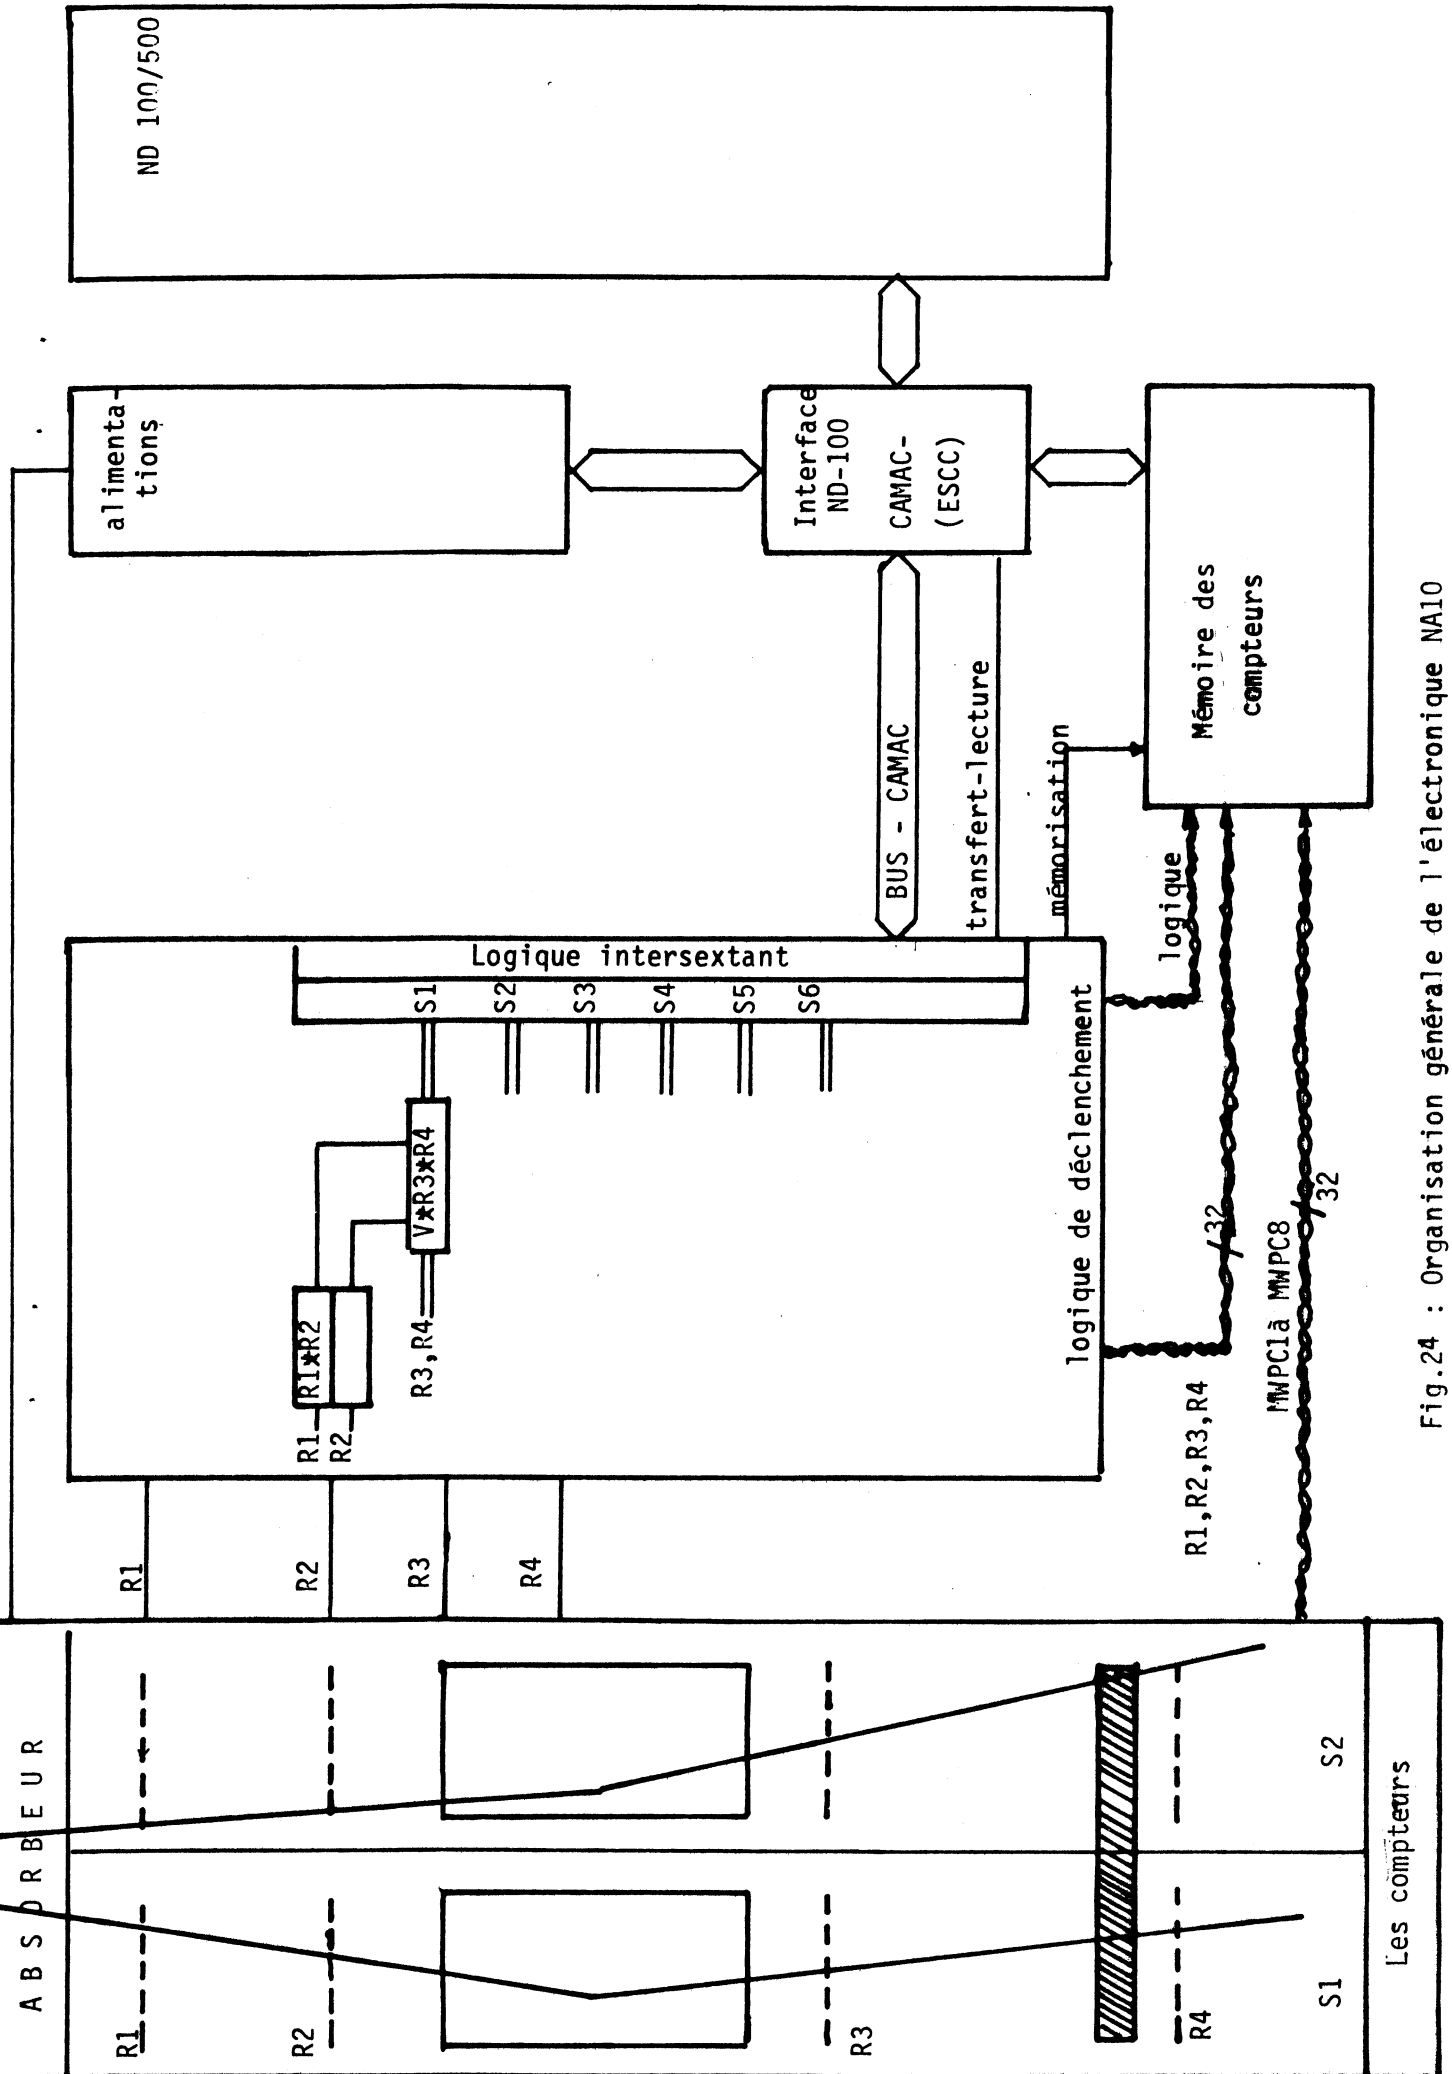 A B S O R B E U R
R1
R2
R3
R4
S1
S2
Les compteurs
R1
R2
R3
R4
R1
R2
R1*R2
R3,R4
V*R3*R4
S1
S2
S3
S4
S5
S6
Logique intersextant
logique de déclenchement
R1,R2,R3,R4
32
MWPC1à MWPC8
32
logique
mémorisation
transfert-lecture
BUS - CAMAC
alimenta-
tions
Interface
ND-100
CAMAC-
(ESCC)
Mémoire des
compteurs
ND 100/500
Fig.24 : Organisation générale de l'électronique NA10